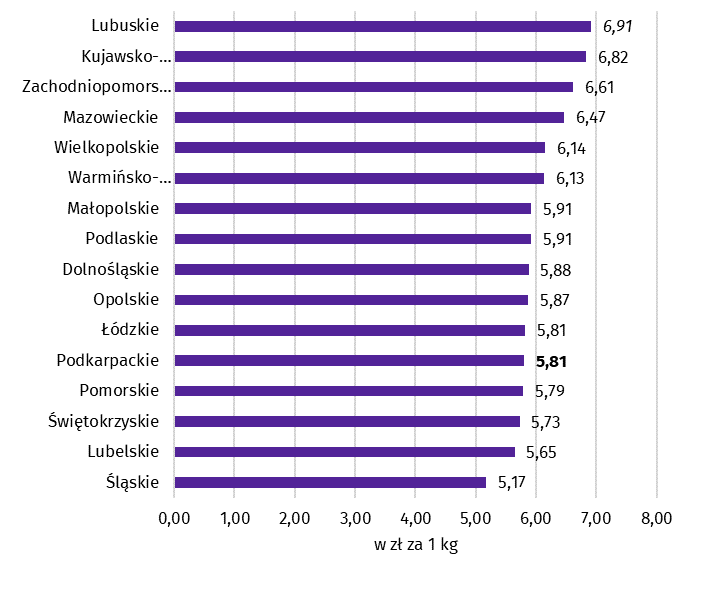 Lubuskie 6,91
Kujawsko-... 6,82
Zachodniopomors... 6,61
Mazowieckie 6,47
Wielkopolskie 6,14
Warmińsko-... 6,13
Małopolskie 5,91
Podlaskie 5,91
Dolnośląskie 5,88
Opolskie 5,87
Łódzkie 5,81
Podkarpackie 5,81
Pomorskie 5,79
Świętokrzyskie 5,73
Lubelskie 5,65
Śląskie 5,17
0,00 1,00 2,00 3,00 4,00 5,00 6,00 7,00 8,00
w zł za 1 kg